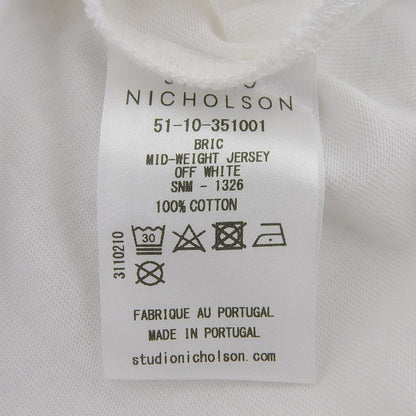 NICHOLSON
51-10-351001
BRIC
MID-WEIGHT JERSEY
OFF WHITE
SNM - 1326
100% COTTON
30
3110210
FABRIQUE AU PORTUGAL
MADE IN PORTUGAL
studionicholson.com